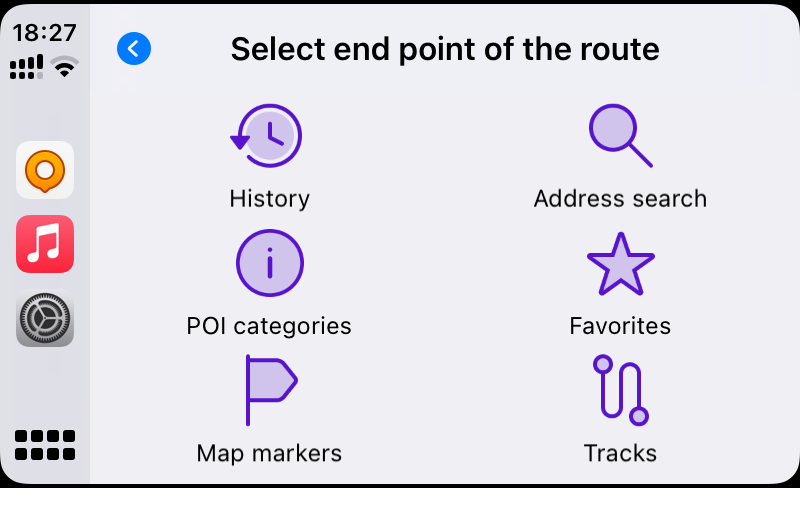 18:27
Select end point of the route
History
Address search
POI categories
Favorites
Map markers
Tracks